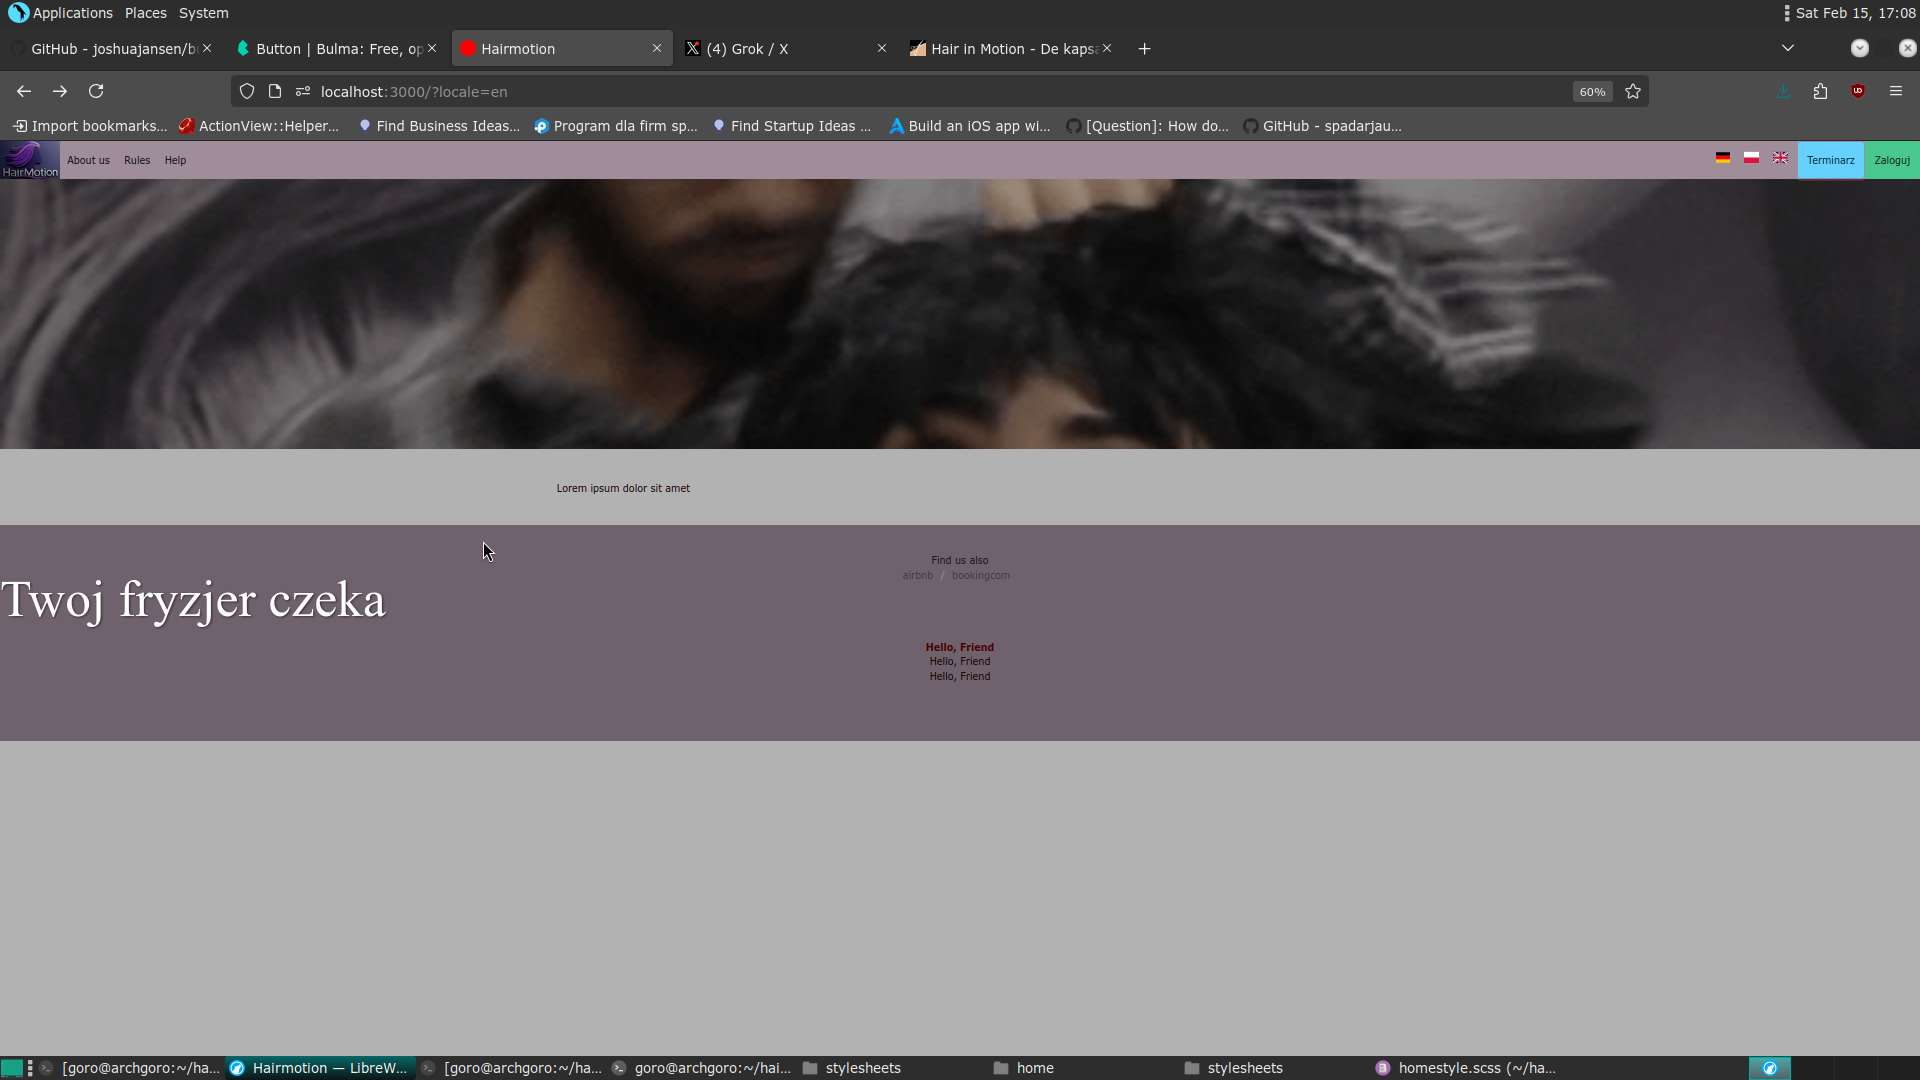 Applications Places System
Sat Feb 15, 17:08
GitHub - joshuajansen/b
Button | Bulma: Free, op
Hairmotion
(4) Grok / X
Hair in Motion - De kapsa
localhost:3000/?locale=en
60%
Import bookmarks...
ActionView::Helper...
Find Business Ideas...
Program dla firm sp...
Find Startup Ideas ...
Build an iOS app wi...
[Question]: How do...
GitHub - spadarjau...
HairMotion
About us Rules Help
Terminarz Zaloguj
Lorem ipsum dolor sit amet
Find us also
airbnb / bookingcom
Twoj fryzjer czeka
Hello, Friend
Hello, Friend
Hello, Friend
[goro@archgoro:~/ha...
Hairmotion — LibreW...
[goro@archgoro:~/ha...
goro@archgoro:~/hai...
stylesheets
home
stylesheets
homestyle.scss (~/ha...